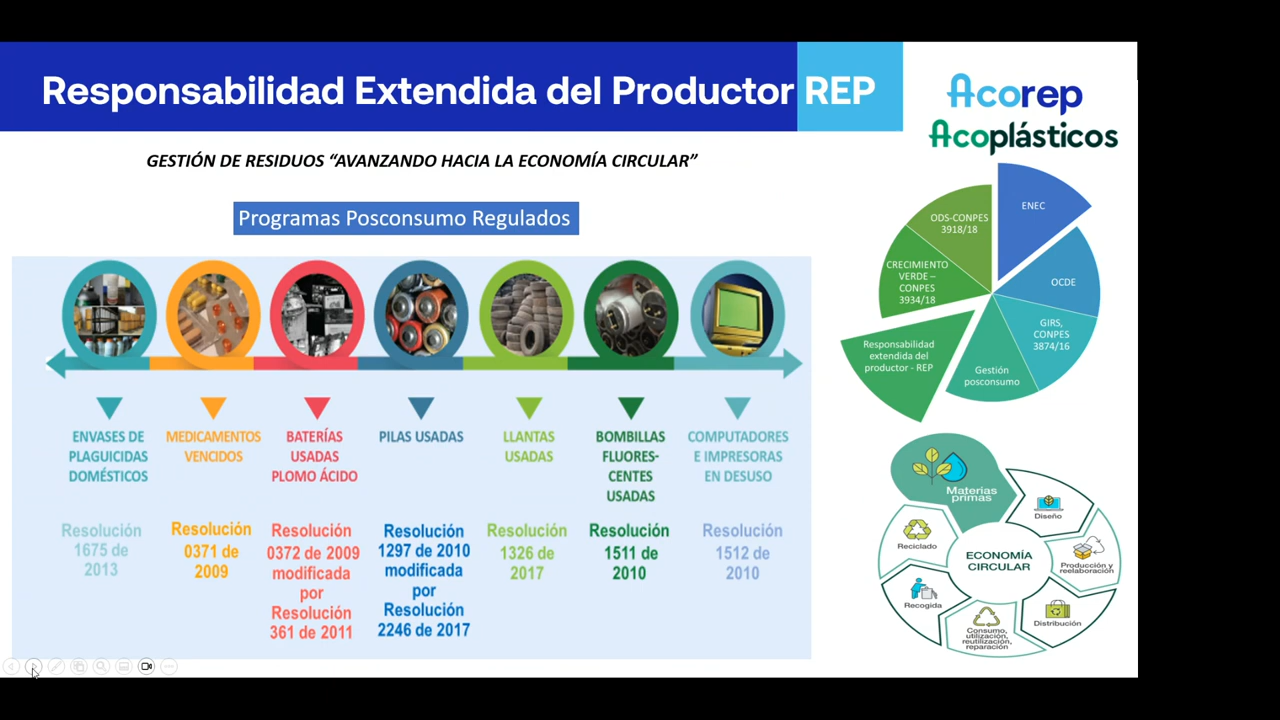 Responsabilidad Extendida del Productor REP
Acorep
Acoplásticos
GESTIÓN DE RESIDUOS “AVANZANDO HACIA LA ECONOMÍA CIRCULAR”
Programas Posconsumo Regulados
ENVASES DE
PLAGUICIDAS
DOMÉSTICOS
MEDICAMENTOS
VENCIDOS
BATERÍAS
USADAS
PLOMO ÁCIDO
PILAS USADAS
LLANTAS
USADAS
BOMBILLAS
FLUORES-
CENTES
USADAS
COMPUTADORES
E IMPRESORAS
EN DESUSO
Resolución
1675 de
2013
Resolución
0371 de
2009
Resolución
0372 de 2009
modificada
por
Resolución
361 de 2011
Resolución
1297 de 2010
modificada
por
Resolución
2246 de 2017
Resolución
1326 de
2017
Resolución
1511 de
2010
Resolución
1512 de
2010
ENEC
OCDE
GIRS,
CONPES
3874/16
Gestión
posconsumo
Responsabilidad
extendida del
productor - REP
CRECIMIENTO
VERDE –
CONPES
3934/18
ODS-CONPES
3918/18
Materias
primas
Diseño
Producción y
reelaboración
Distribución
Consumo,
utilización,
reutilización,
reparación
Recogida
Reciclado
ECONOMÍA
CIRCULAR